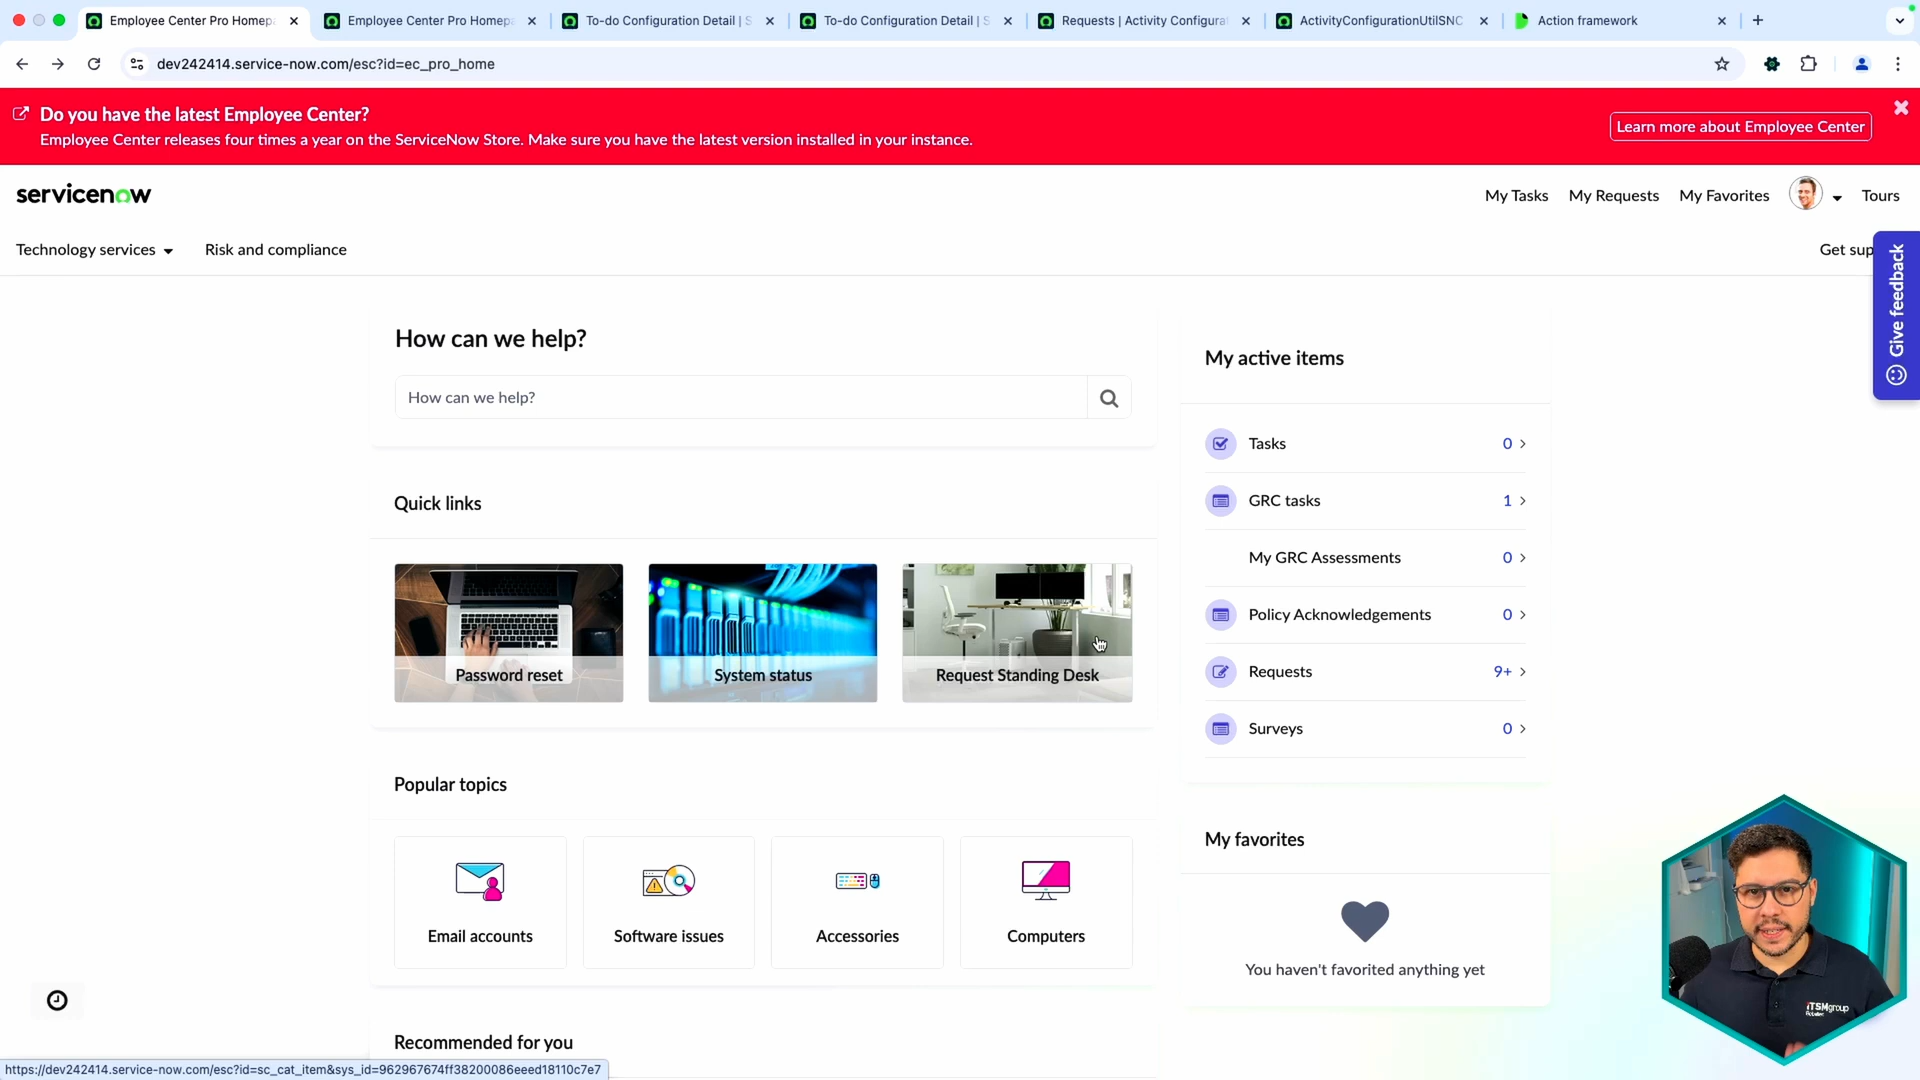 Employee Center Pro Homepa
Employee Center Pro Homepa
To-do Configuration Detail | S
To-do Configuration Detail | S
Requests | Activity Configurat
ActivityConfigurationUtilSNC
Action framework
dev242414.service-now.com/esc?id=ec_pro_home
Do you have the latest Employee Center?
Employee Center releases four times a year on the ServiceNow Store. Make sure you have the latest version installed in your instance.
Learn more about Employee Center
servicenow
My Tasks
My Requests
My Favorites
Tours
Technology services
Risk and compliance
Get sup
Give feedback
How can we help?
How can we help?
My active items
Tasks 0
GRC tasks 1
My GRC Assessments 0
Policy Acknowledgements 0
Requests 9+
Surveys 0
Quick links
Password reset
System status
Request Standing Desk
Popular topics
Email accounts
Software issues
Accessories
Computers
My favorites
You haven't favorited anything yet
Recommended for you
iTSMgroup
https://dev242414.service-now.com/esc?id=sc_cat_item&sys_id=962967674ff38200086eeed18110c7e7